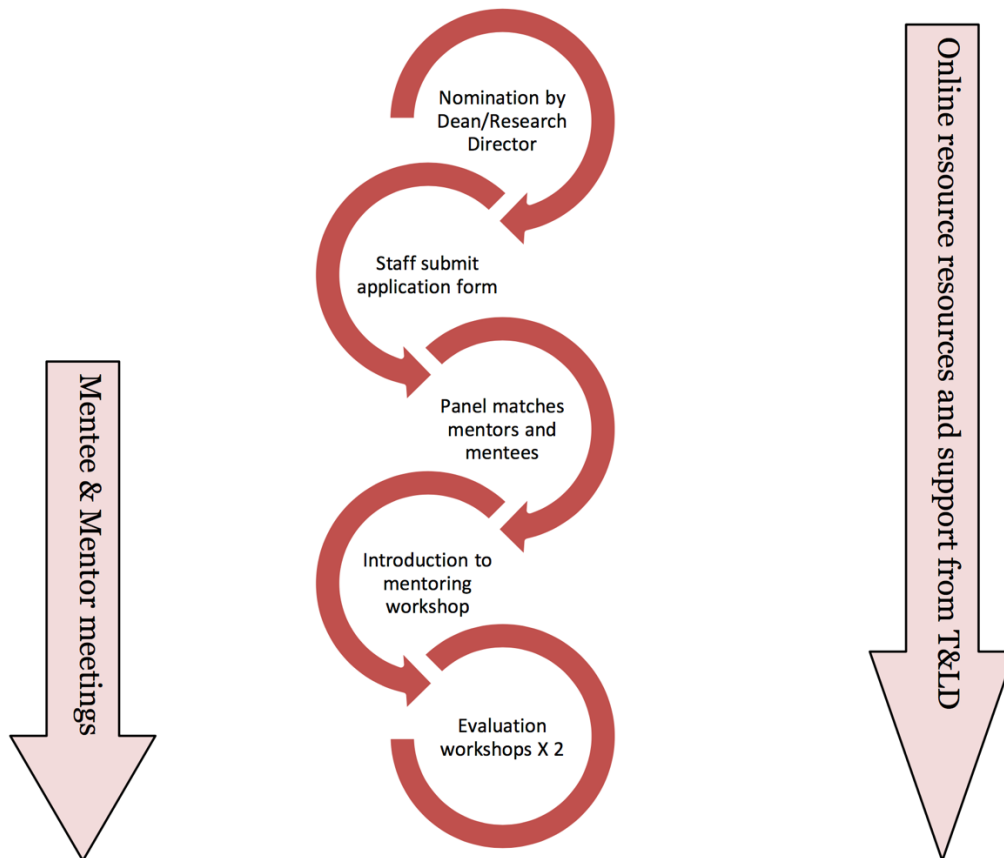 Nomination by
Dean/Research
Director
Staff submit
application form
Panel matches
mentors and
mentees
Introduction to
mentoring
workshop
Evaluation
workshops X 2
Mentee & Mentor meetings
Online resource resources and support from T&LD